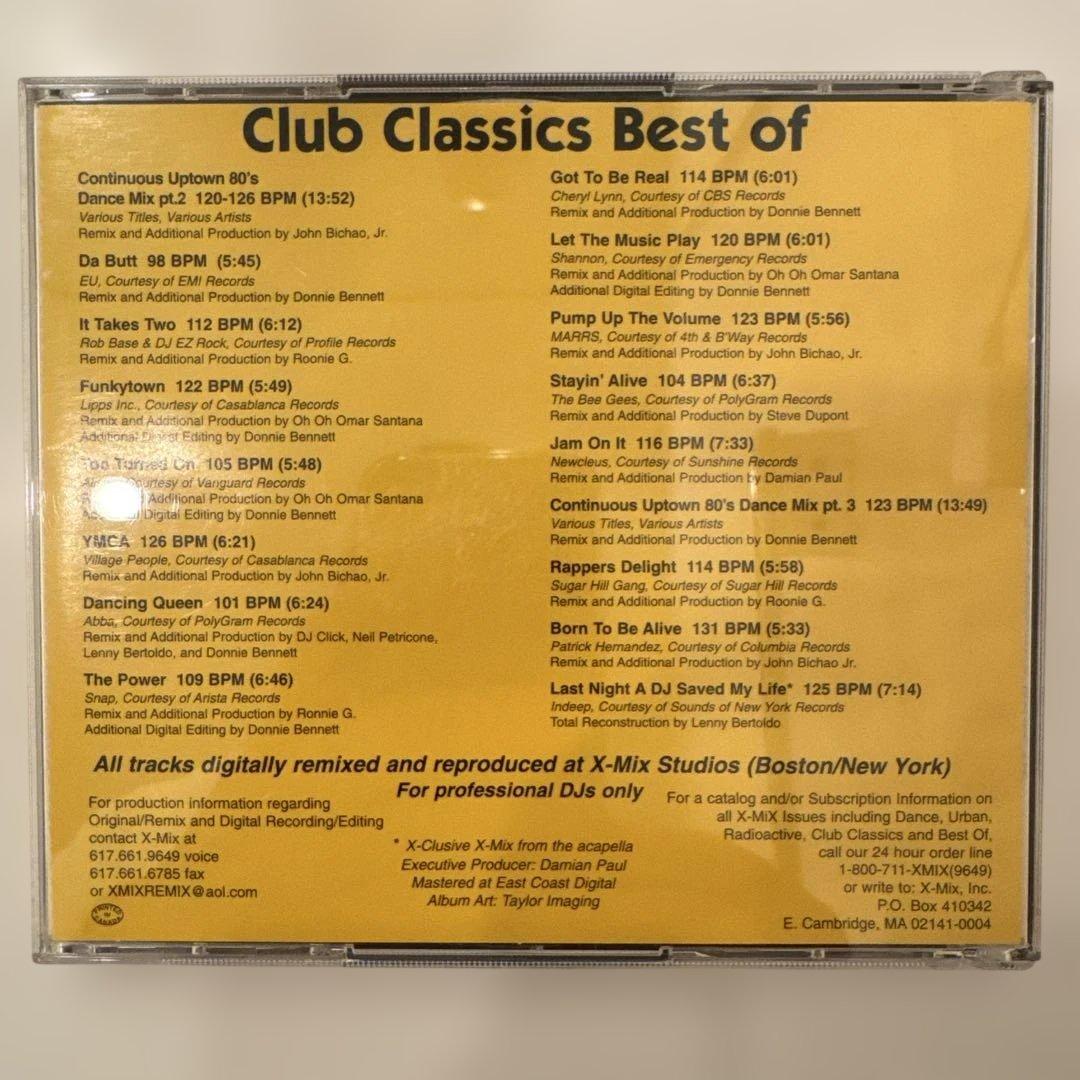 Club Classics Best of
Continuous Uptown 80's
Dance Mix pt.2 120-126 BPM (13:52)
Various Titles, Various Artists
Remix and Additional Production by John Bichao, Jr.
Da Butt 98 BPM (5:45)
EU, Courtesy of EMI Records
Remix and Additional Production by Donnie Bennett
It Takes Two 112 BPM (6:12)
Rob Base & DJ EZ Rock, Courtesy of Profile Records
Remix and Additional Production by Roonie G.
Funkytown 122 BPM (5:49)
Lipps Inc., Courtesy of Casablanca Records
Remix and Additional Production by Oh Oh Omar Santana
Additional Digital Editing by Donnie Bennett
Too Turned On 105 BPM (5:48)
Courtesy of Vanguard Records
Additional Production by Oh Oh Omar Santana
Digital Editing by Donnie Bennett
YMCA 126 BPM (6:21)
Village People, Courtesy of Casablanca Records
Remix and Additional Production by John Bichao, Jr.
Dancing Queen 101 BPM (6:24)
Abba, Courtesy of PolyGram Records
Remix and Additional Production by DJ Click, Neil Petricone,
Lenny Bertoldo, and Donnie Bennett
The Power 109 BPM (6:46)
Snap, Courtesy of Arista Records
Remix and Additional Production by Ronnie G.
Additional Digital Editing by Donnie Bennett
Got To Be Real 114 BPM (6:01)
Cheryl Lynn, Courtesy of CBS Records
Remix and Additional Production by Donnie Bennett
Let The Music Play 120 BPM (6:01)
Shannon, Courtesy of Emergency Records
Remix and Additional Production by Oh Oh Omar Santana
Additional Digital Editing by Donnie Bennett
Pump Up The Volume 123 BPM (5:56)
MARRS, Courtesy of 4th & B'Way Records
Remix and Additional Production by John Bichao, Jr.
Stayin' Alive 104 BPM (6:37)
The Bee Gees, Courtesy of PolyGram Records
Remix and Additional Production by Steve Dupont
Jam On It 116 BPM (7:33)
Newcleus, Courtesy of Sunshine Records
Remix and Additional Production by Damian Paul
Continuous Uptown 80's Dance Mix pt. 3 123 BPM (13:49)
Various Titles, Various Artists
Remix and Additional Production by Donnie Bennett
Rappers Delight 114 BPM (5:58)
Sugar Hill Gang, Courtesy of Sugar Hill Records
Remix and Additional Production by Roonie G.
Born To Be Alive 131 BPM (5:33)
Patrick Hernandez, Courtesy of Columbia Records
Remix and Additional Production by John Bichao Jr.
Last Night A DJ Saved My Life* 125 BPM (7:14)
Indeep, Courtesy of Sounds of New York Records
Total Reconstruction by Lenny Bertoldo
All tracks digitally remixed and reproduced at X-Mix Studios (Boston/New York)
For professional DJs only
For production information regarding
Original/Remix and Digital Recording/Editing
contact X-Mix at
617.661.9649 voice
617.661.6785 fax
or XMIXREMIX@aol.com
PRINTED IN CANADA
* X-Clusive X-Mix from the acapella
Executive Producer: Damian Paul
Mastered at East Coast Digital
Album Art: Taylor Imaging
For a catalog and/or Subscription Information on
all X-MiX Issues including Dance, Urban,
Radioactive, Club Classics and Best Of,
call our 24 hour order line
1-800-711-XMIX(9649)
or write to: X-Mix, Inc.
P.O. Box 410342
E. Cambridge, MA 02141-0004